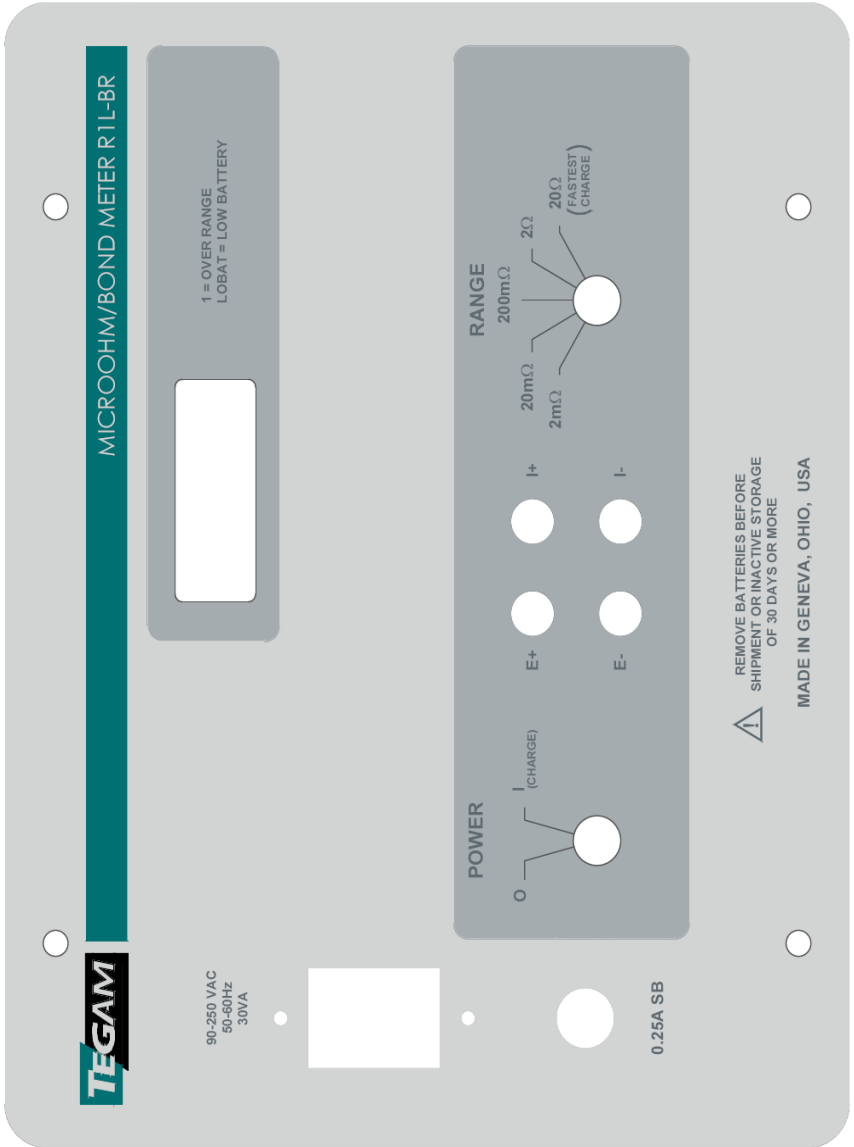 TEGAM
MICROOHM/BOND METER R1L-BR
90-250 VAC
50-60Hz
30VA
1 = OVER RANGE
LOBAT = LOW BATTERY
POWER
O
I
(CHARGE)
E+
I+
E-
I-
RANGE
2mΩ
20mΩ
200mΩ
2Ω
20Ω
(FASTEST
CHARGE)
0.25A SB
REMOVE BATTERIES BEFORE
SHIPMENT OR INACTIVE STORAGE
OF 30 DAYS OR MORE
MADE IN GENEVA, OHIO, USA